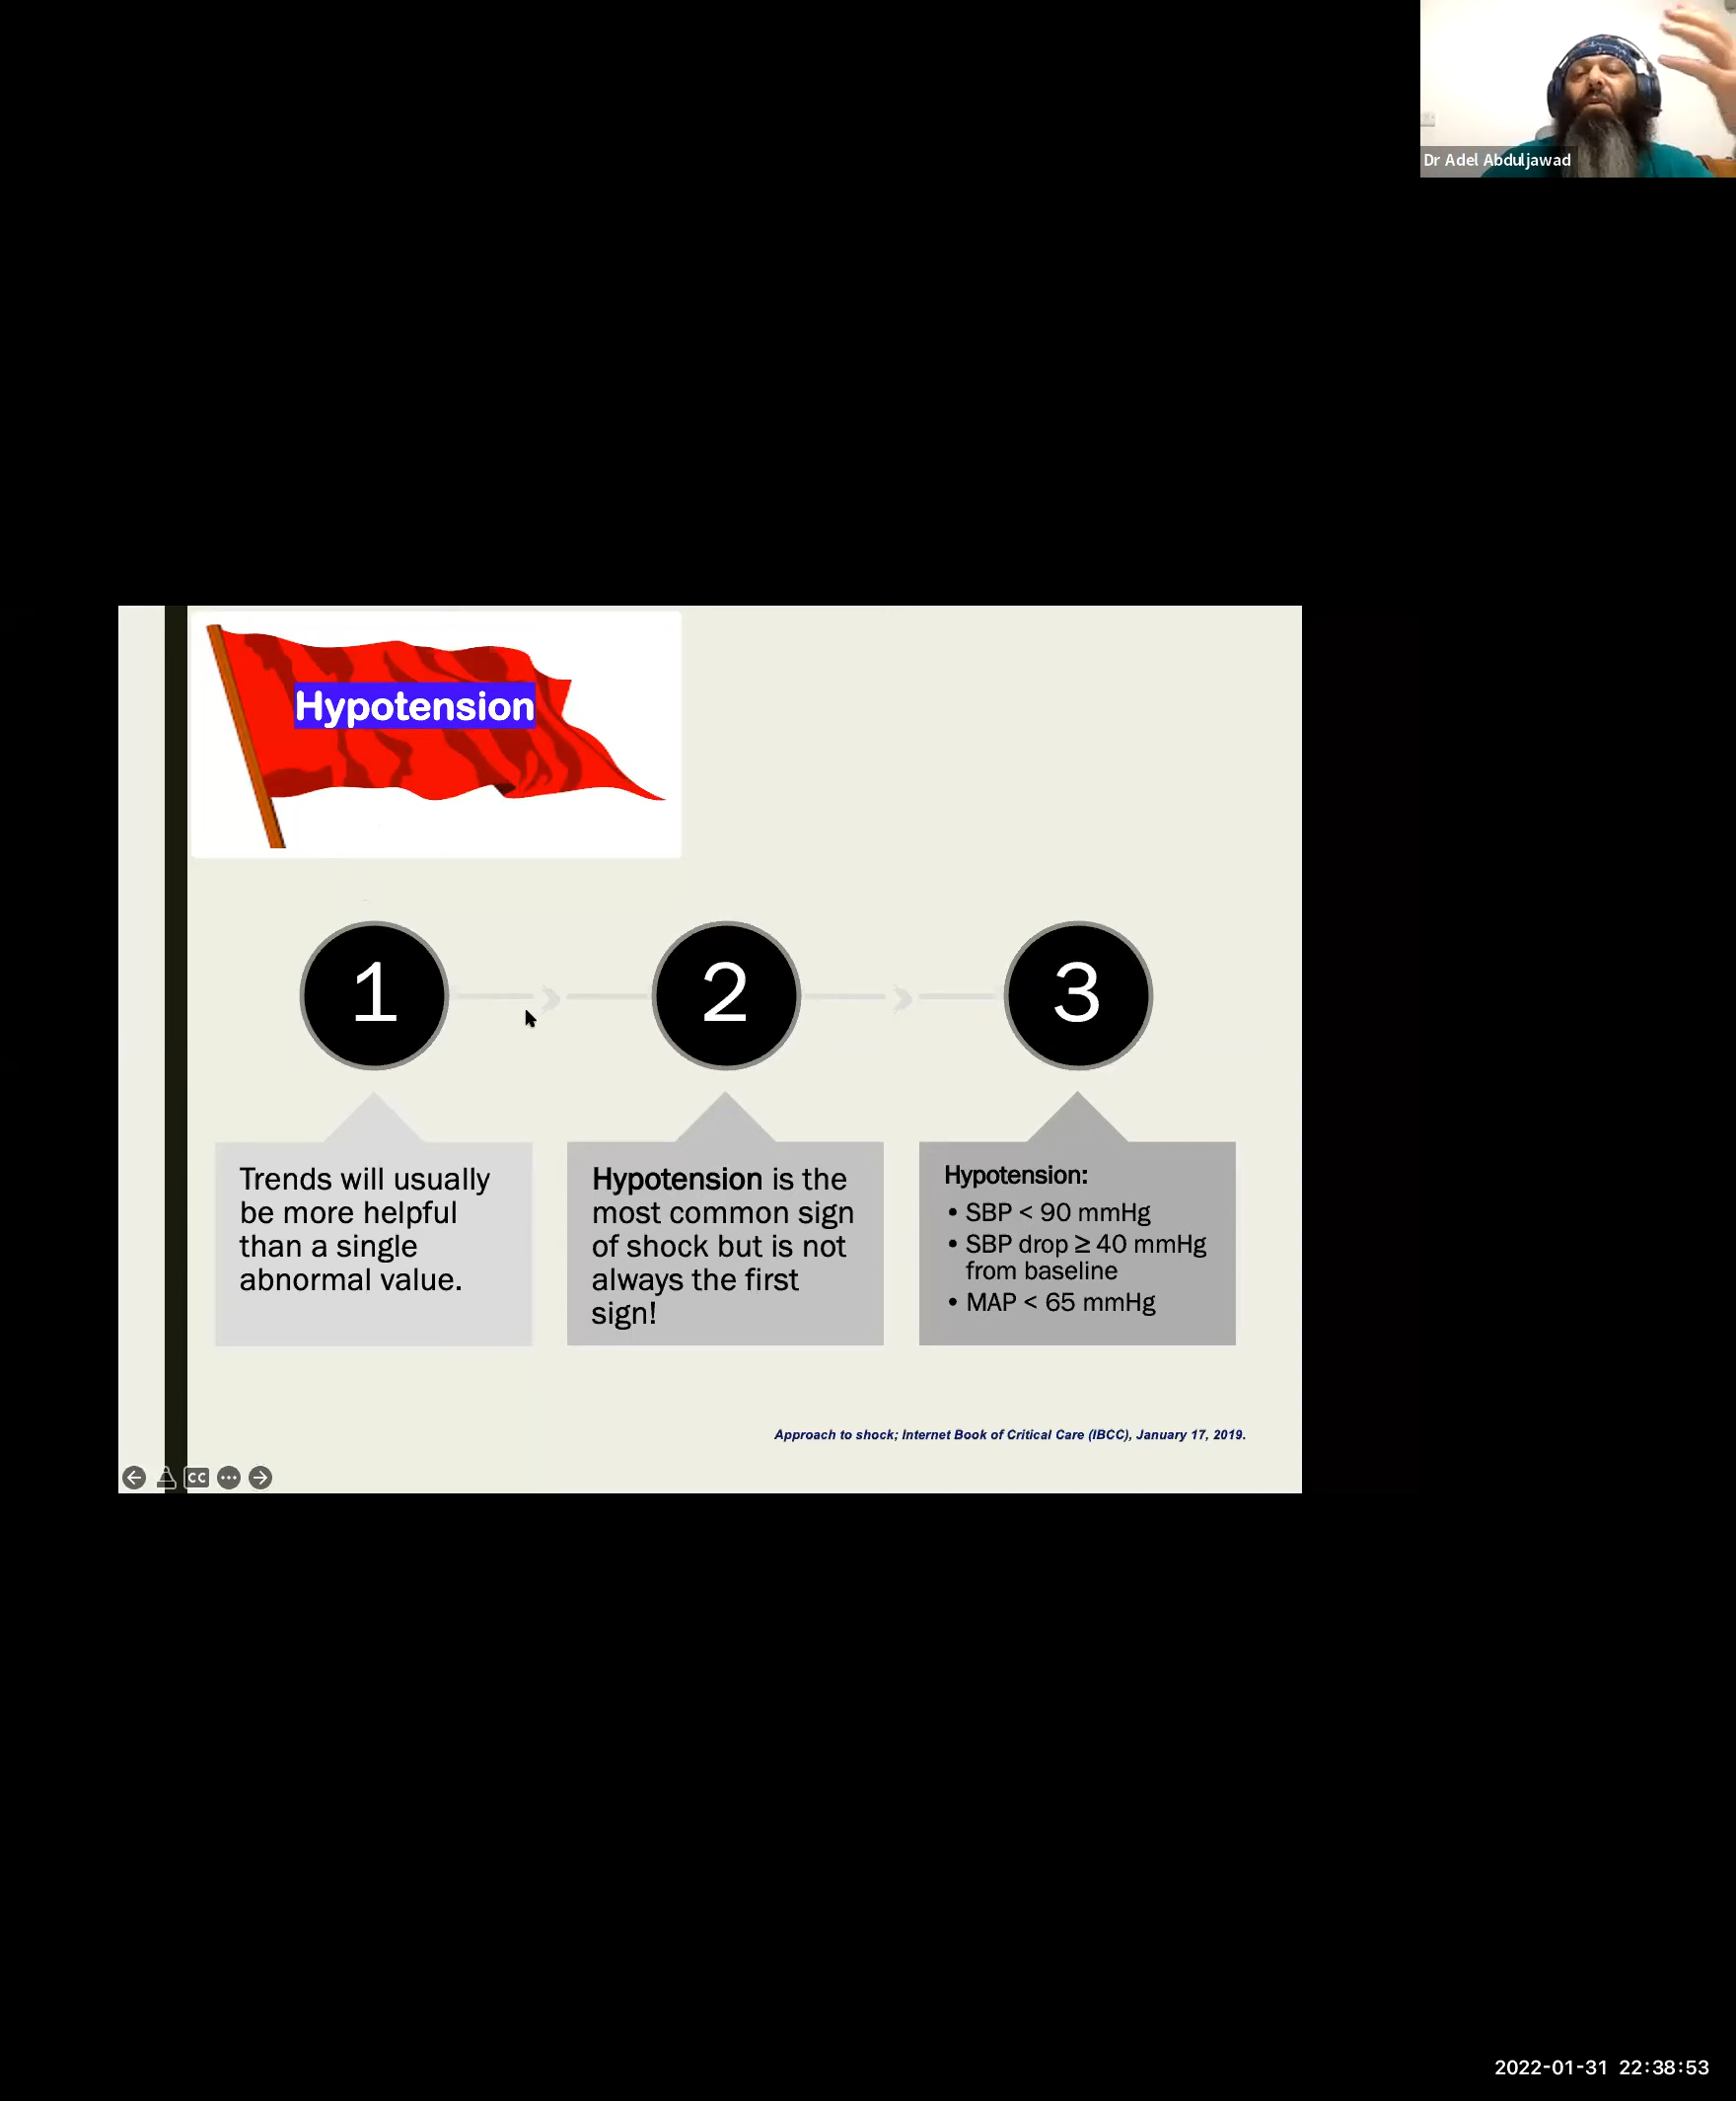 Dr Adel Abduljawad
Hypotension
1
2
3
Trends will usually
be more helpful
than a single
abnormal value.
Hypotension is the
most common sign
of shock but is not
always the first
sign!
Hypotension:
• SBP < 90 mmHg
• SBP drop ≥ 40 mmHg
from baseline
• MAP < 65 mmHg
Approach to shock; Internet Book of Critical Care (IBCC), January 17, 2019.
CC
2022-01-31 22:38:53